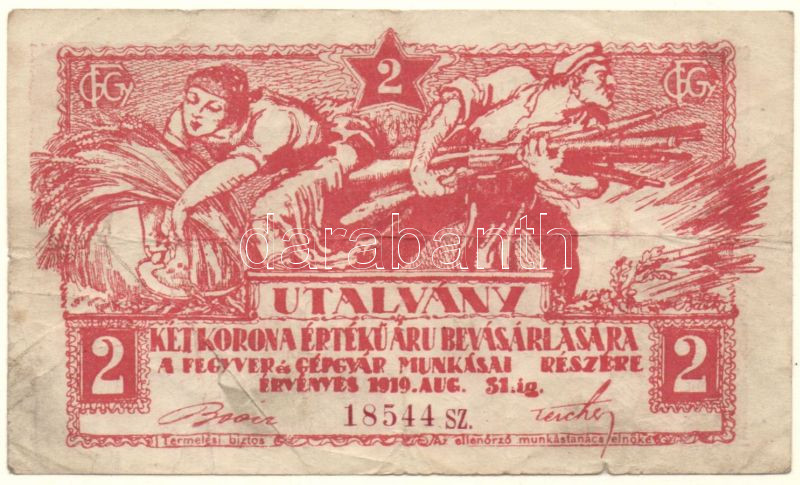 FGGy 2 FGGy
darabanth
UTALVÁNY
KÉT KORONA ÉRTÉKŰ ÁRU BEVÁSÁRLÁSÁRA
2 A FEGYVER és GÉPGYÁR MUNKÁSAI RÉSZÉRE 2
ÉRVÉNYES 1919. AUG. 31.ig.
18544 SZ.
Termelési biztos Az ellenőrző munkástanács elnöke